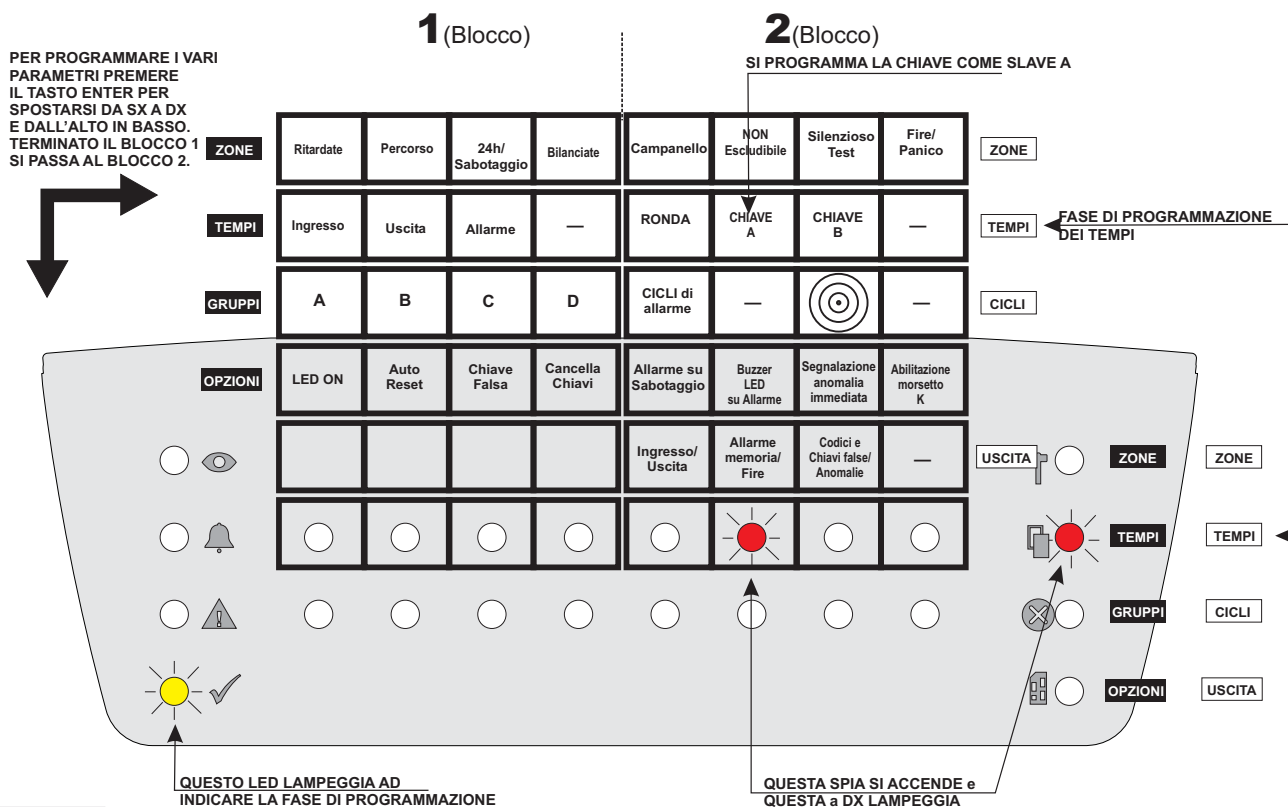 1(Blocco)
2(Blocco)
PER PROGRAMMARE I VARI
PARAMETRI PREMERE
IL TASTO ENTER PER
SPOSTARSI DA SX A DX
E DALL'ALTO IN BASSO.
TERMINATO IL BLOCCO 1
SI PASSA AL BLOCCO 2.
SI PROGRAMMA LA CHIAVE COME SLAVE A
ZONE
Ritardate
Percorso
24h/
Sabotaggio
Bilanciate
Campanello
NON
Escludibile
Silenzioso
Test
Fire/
Panico
ZONE
TEMPI
Ingresso
Uscita
Allarme
—
RONDA
CHIAVE
A
CHIAVE
B
—
TEMPI
FASE DI PROGRAMMAZIONE
DEI TEMPI
GRUPPI
A
B
C
D
CICLI di
allarme
—
—
CICLI
OPZIONI
LED ON
Auto
Reset
Chiave
Falsa
Cancella
Chiavi
Allarme su
Sabotaggio
Buzzer
LED
su Allarme
Segnalazione
anomalia
immediata
Abilitazione
morsetto
K
Ingresso/
Uscita
Allarme
memoria/
Fire
Codici e
Chiavi false/
Anomalie
—
USCITA
ZONE
ZONE
TEMPI
TEMPI
GRUPPI
CICLI
OPZIONI
USCITA
QUESTO LED LAMPEGGIA AD
INDICARE LA FASE DI PROGRAMMAZIONE
QUESTA SPIA SI ACCENDE e
QUESTA a DX LAMPEGGIA